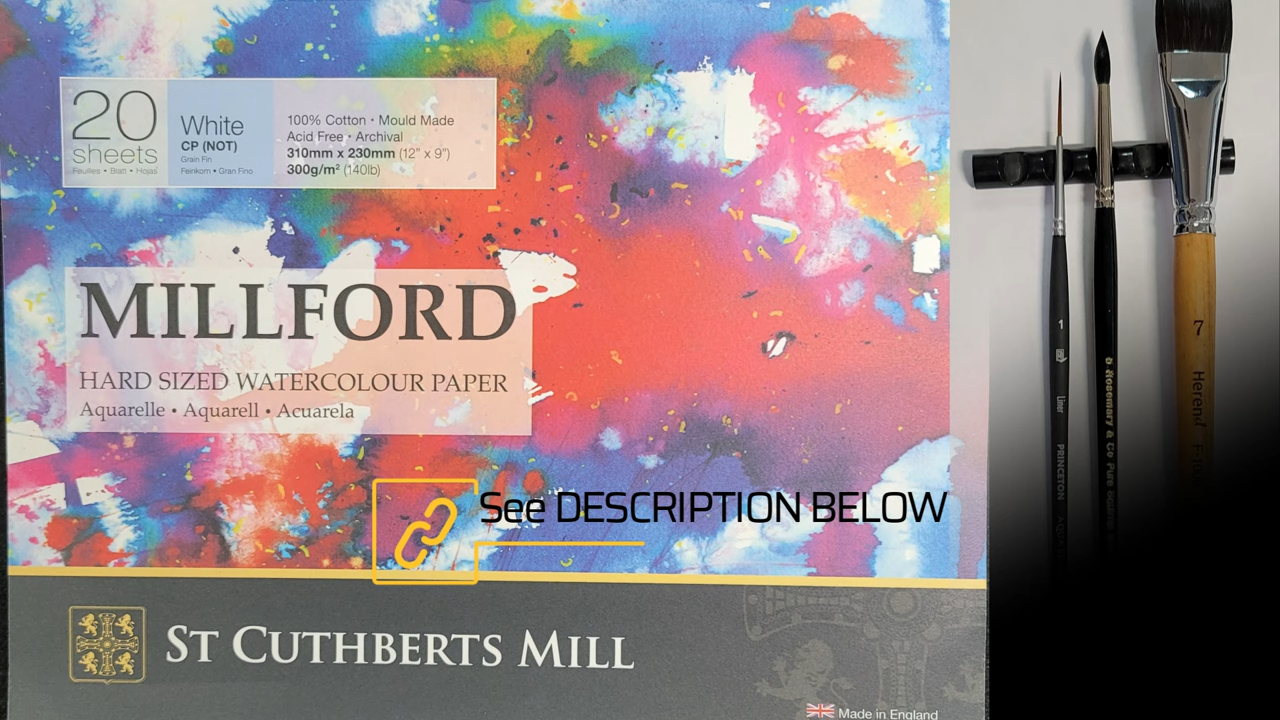 20
sheets
Feuilles • Blatt • Hojas
White
CP (NOT)
Grain Fin
Feinkorn • Gran Fino
100% Cotton • Mould Made
Acid Free • Archival
310mm x 230mm (12" x 9")
300g/m² (140lb)
MILLFORD
HARD SIZED WATERCOLOUR PAPER
Aquarelle • Aquarell • Acuarela
See DESCRIPTION BELOW
ST CUTHBERTS MILL
Made in England
1
Liner
PRINCETON
Rosemary & Co Pure
7
Herend